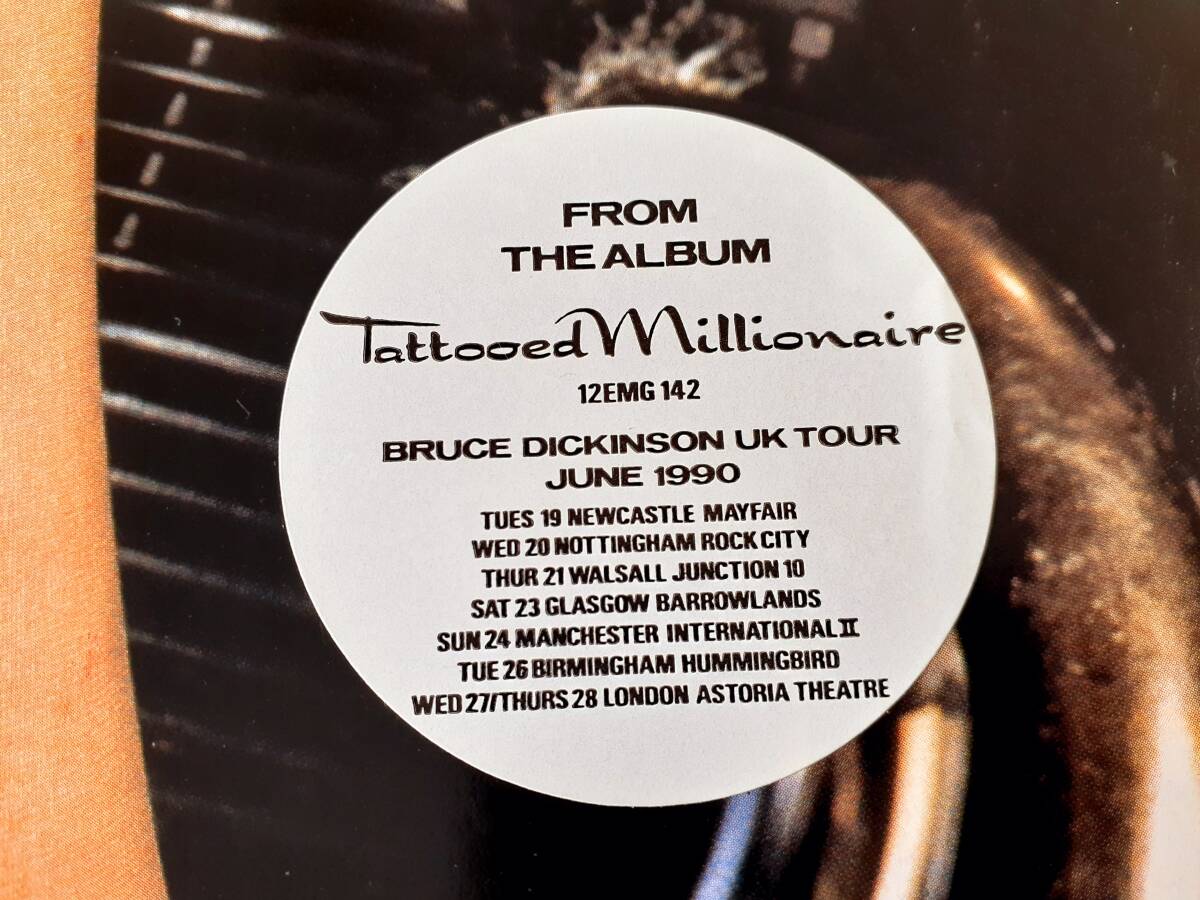 FROM
THE ALBUM
Tattooed Millionaire
12EMG 142
BRUCE DICKINSON UK TOUR
JUNE 1990
TUES 19 NEWCASTLE MAYFAIR
WED 20 NOTTINGHAM ROCK CITY
THUR 21 WALSALL JUNCTION 10
SAT 23 GLASGOW BARROWLANDS
SUN 24 MANCHESTER INTERNATIONAL II
TUE 26 BIRMINGHAM HUMMINGBIRD
WED 27/THURS 28 LONDON ASTORIA THEATRE